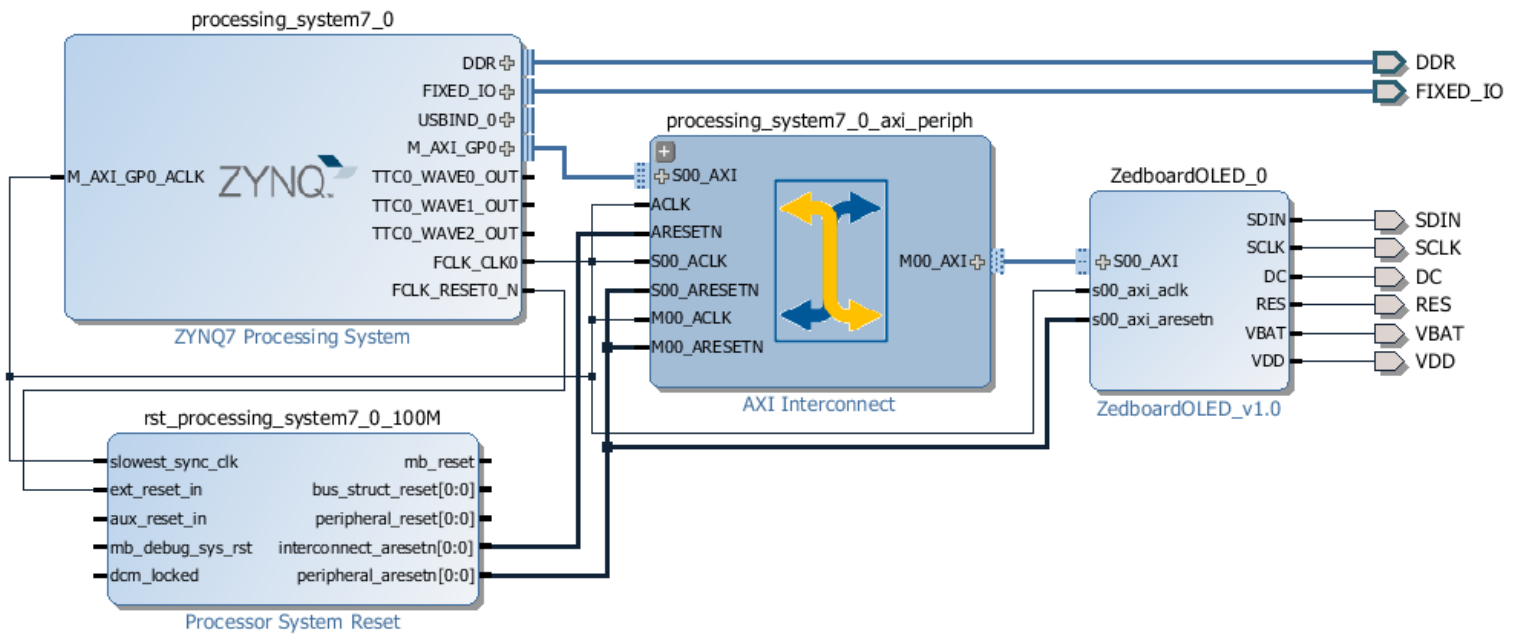 processing_system7_0
DDR
FIXED_IO
USBIND_0
M_AXI_GP0
M_AXI_GP0_ACLK
ZYNQ
TTC0_WAVE0_OUT
TTC0_WAVE1_OUT
TTC0_WAVE2_OUT
FCLK_CLK0
FCLK_RESET0_N
ZYNQ7 Processing System
DDR
FIXED_IO
processing_system7_0_axi_periph
S00_AXI
ACLK
ARESETN
S00_ACLK
S00_ARESETN
M00_ACLK
M00_ARESETN
M00_AXI
AXI Interconnect
ZedboardOLED_0
S00_AXI
s00_axi_aclk
s00_axi_aresetn
SDIN
SCLK
DC
RES
VBAT
VDD
ZedboardOLED_v1.0
SDIN
SCLK
DC
RES
VBAT
VDD
rst_processing_system7_0_100M
slowest_sync_clk
ext_reset_in
aux_reset_in
mb_debug_sys_rst
dcm_locked
mb_reset
bus_struct_reset[0:0]
peripheral_reset[0:0]
interconnect_aresetn[0:0]
peripheral_aresetn[0:0]
Processor System Reset